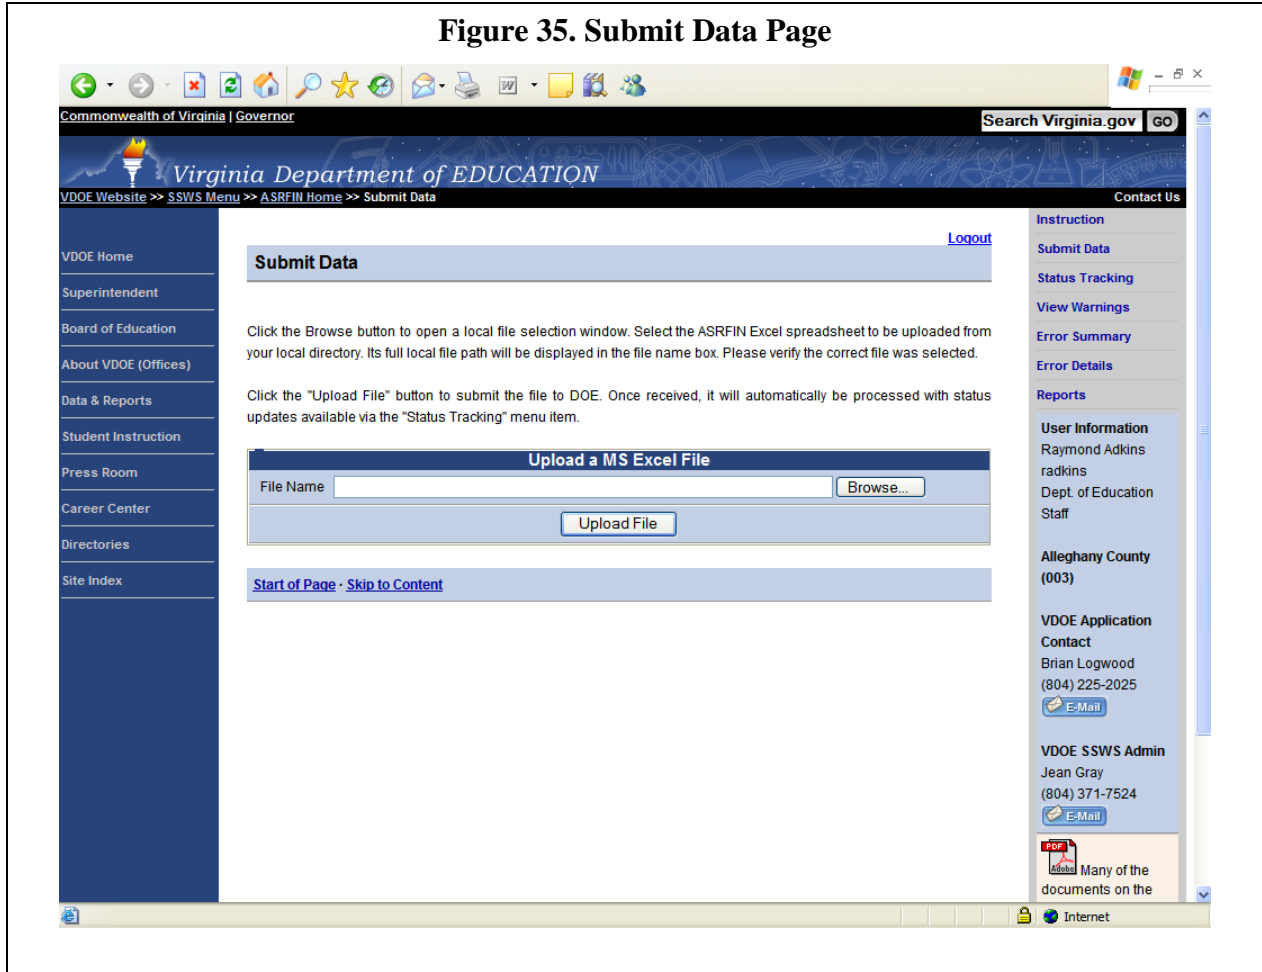 Figure 35. Submit Data Page
Commonwealth of Virginia | Governor
Search Virginia.gov GO
Virginia Department of EDUCATION
VDOE Website >> SSWS Menu >> ASRFIN Home >> Submit Data
Contact Us
VDOE Home
Superintendent
Board of Education
About VDOE (Offices)
Data & Reports
Student Instruction
Press Room
Career Center
Directories
Site Index
Logout
Submit Data
Click the Browse button to open a local file selection window. Select the ASRFIN Excel spreadsheet to be uploaded from
your local directory. Its full local file path will be displayed in the file name box. Please verify the correct file was selected.
Click the "Upload File" button to submit the file to DOE. Once received, it will automatically be processed with status
updates available via the "Status Tracking" menu item.
Upload a MS Excel File
File Name
Browse...
Upload File
Start of Page · Skip to Content
Instruction
Submit Data
Status Tracking
View Warnings
Error Summary
Error Details
Reports
User Information
Raymond Adkins
radkins
Dept. of Education
Staff
Alleghany County
(003)
VDOE Application
Contact
Brian Logwood
(804) 225-2025
E-Mail
VDOE SSWS Admin
Jean Gray
(804) 371-7524
E-Mail
PDF
Adobe
Many of the
documents on the
Internet